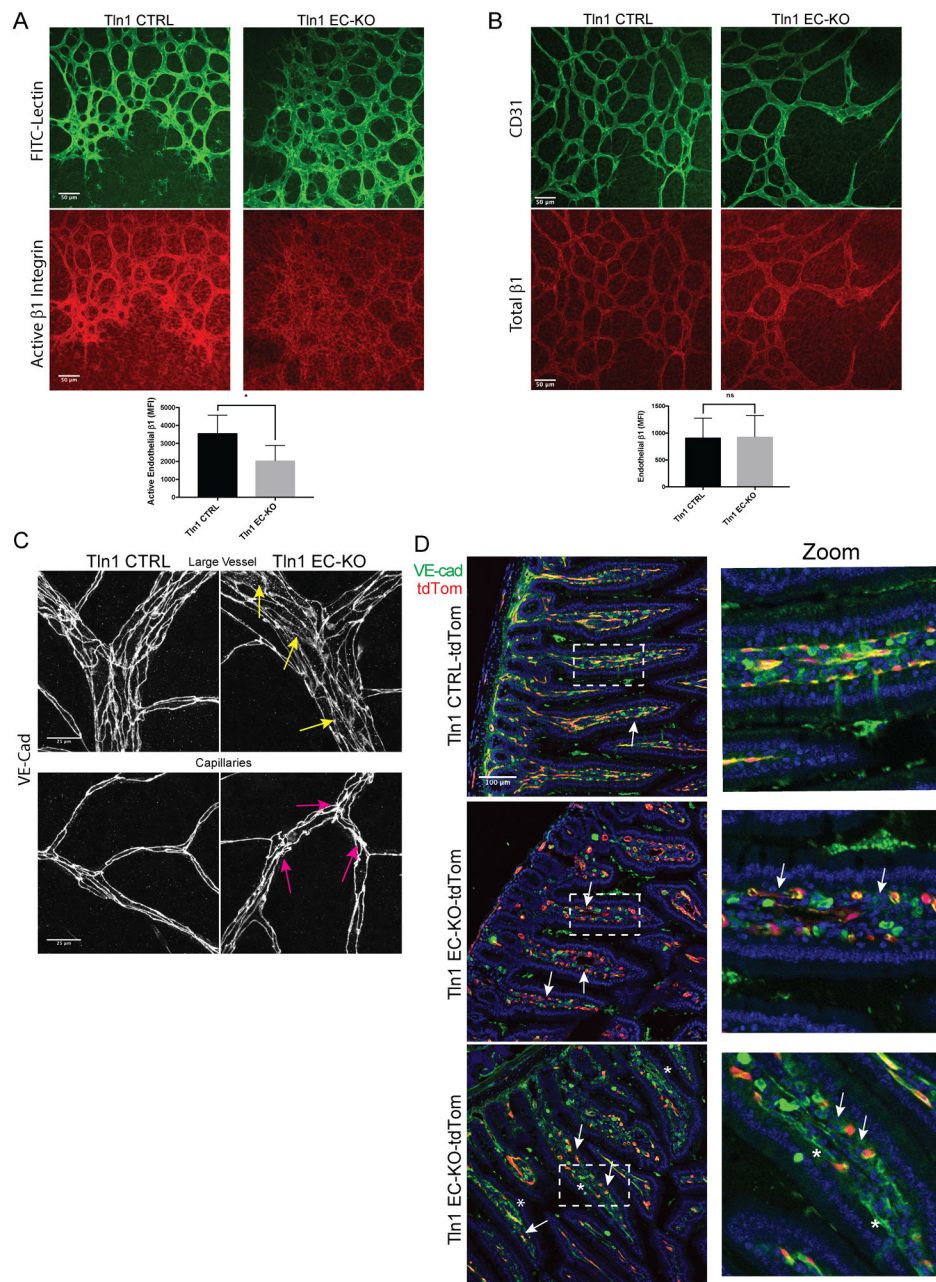 A
Tln1 CTRL
Tln1 EC-KO
FITC-Lectin
50 µm
Active β1 Integrin
50 µm
Active Endothelial β1 (MFI)
5000
4000
3000
2000
1000
0
*
Tln1 CTRL
Tln1 EC-KO
B
Tln1 CTRL
Tln1 EC-KO
CD31
50 µm
Total β1
50 µm
Endothelial β1 (MFI)
1500
1000
500
0
ns
Tln1 CTRL
Tln1 EC-KO
C
Tln1 CTRL
Large Vessel
Tln1 EC-KO
VE-Cad
25 µm
Capillaries
25 µm
D
Zoom
VE-cad
tdTom
Tln1 CTRL-tdTom
100 µm
Tln1 EC-KO-tdTom
Tln1 EC-KO-tdTom
*
*
*
*
*